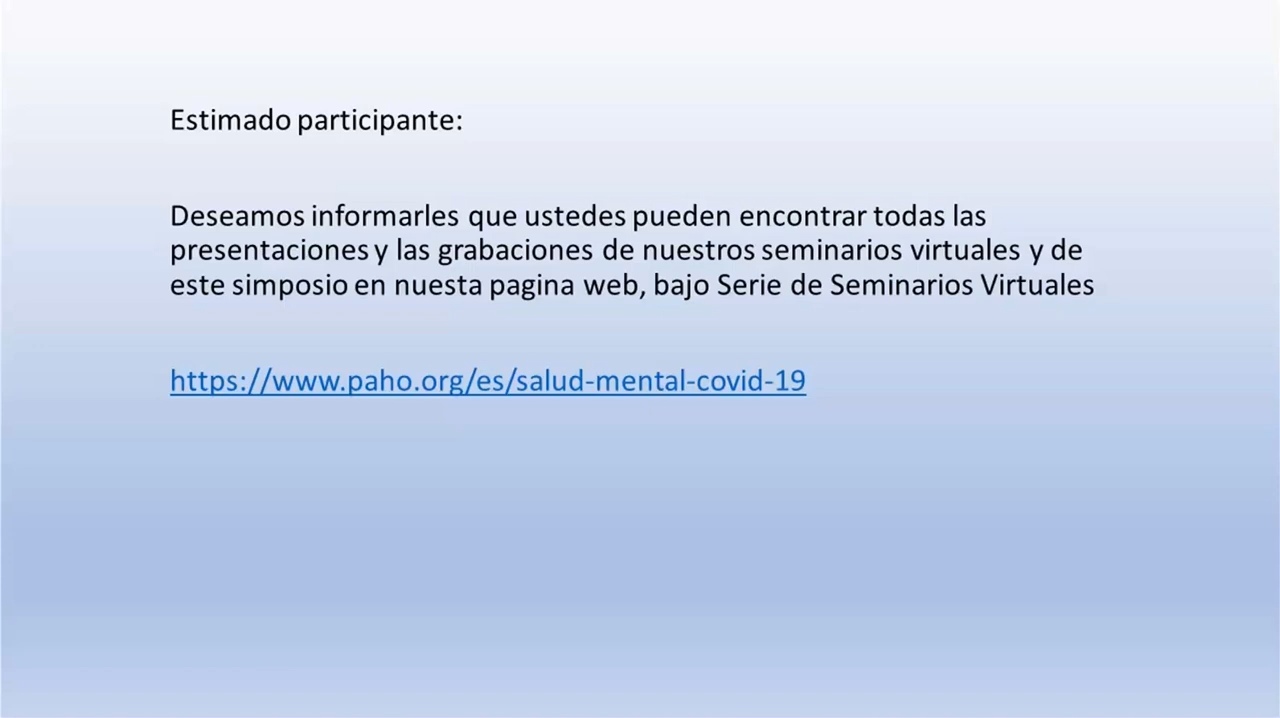 Estimado participante:
Deseamos informarles que ustedes pueden encontrar todas las
presentaciones y las grabaciones de nuestros seminarios virtuales y de
este simposio en nuesta pagina web, bajo Serie de Seminarios Virtuales
https://www.paho.org/es/salud-mental-covid-19